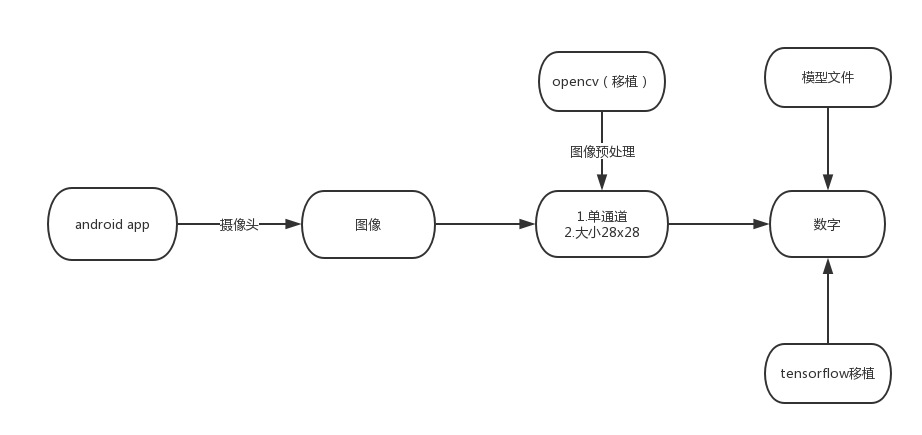 opencv（移植）
模型文件
图像预处理
android app
摄像头
图像
1.单通道
2.大小28x28
数字
tensorflow移植